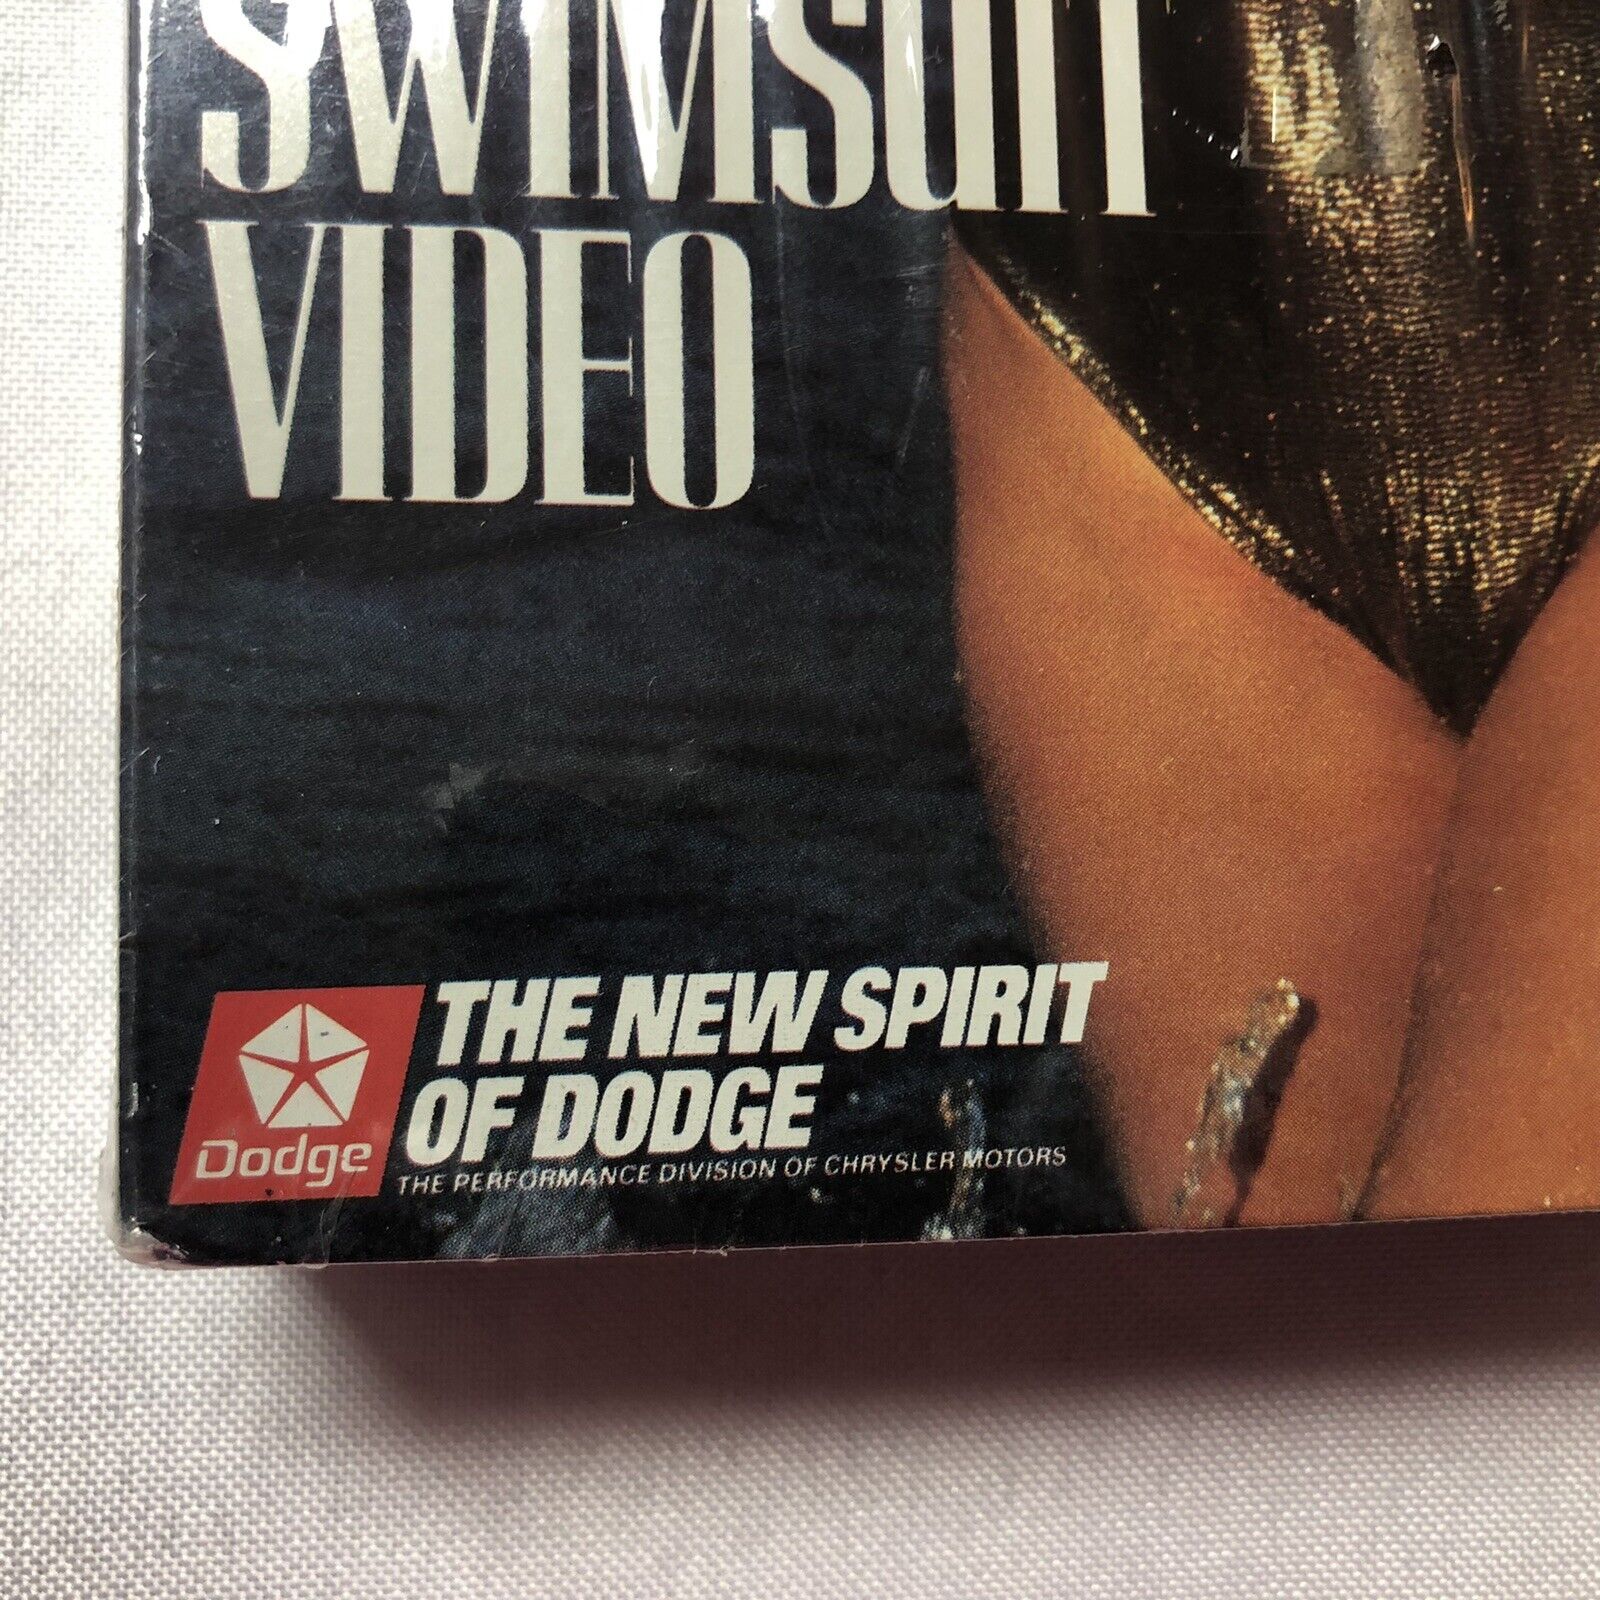 SWIMSUIT
VIDEO
Dodge
THE NEW SPIRIT
OF DODGE
THE PERFORMANCE DIVISION OF CHRYSLER MOTORS